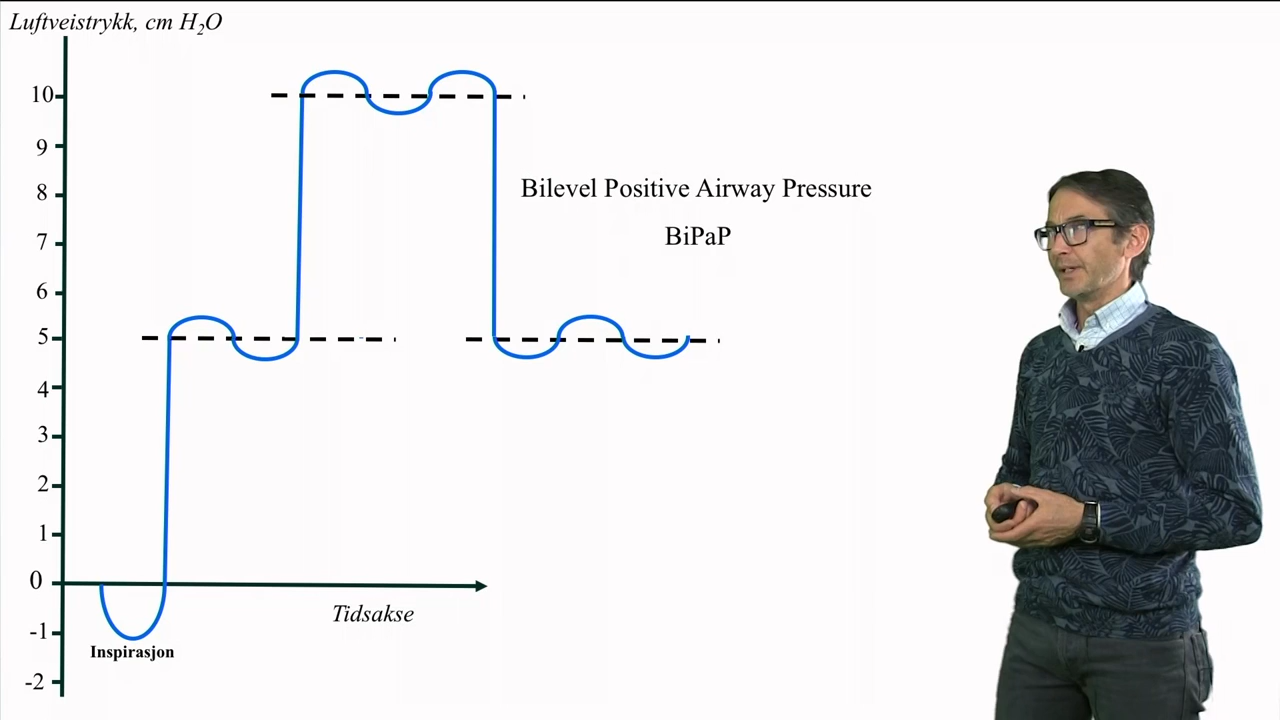 Luftveistrykk, cm H₂O
10
9
8
7
6
5
4
3
2
1
0
-1
-2
Bilevel Positive Airway Pressure
BiPaP
Tidsakse
Inspirasjon